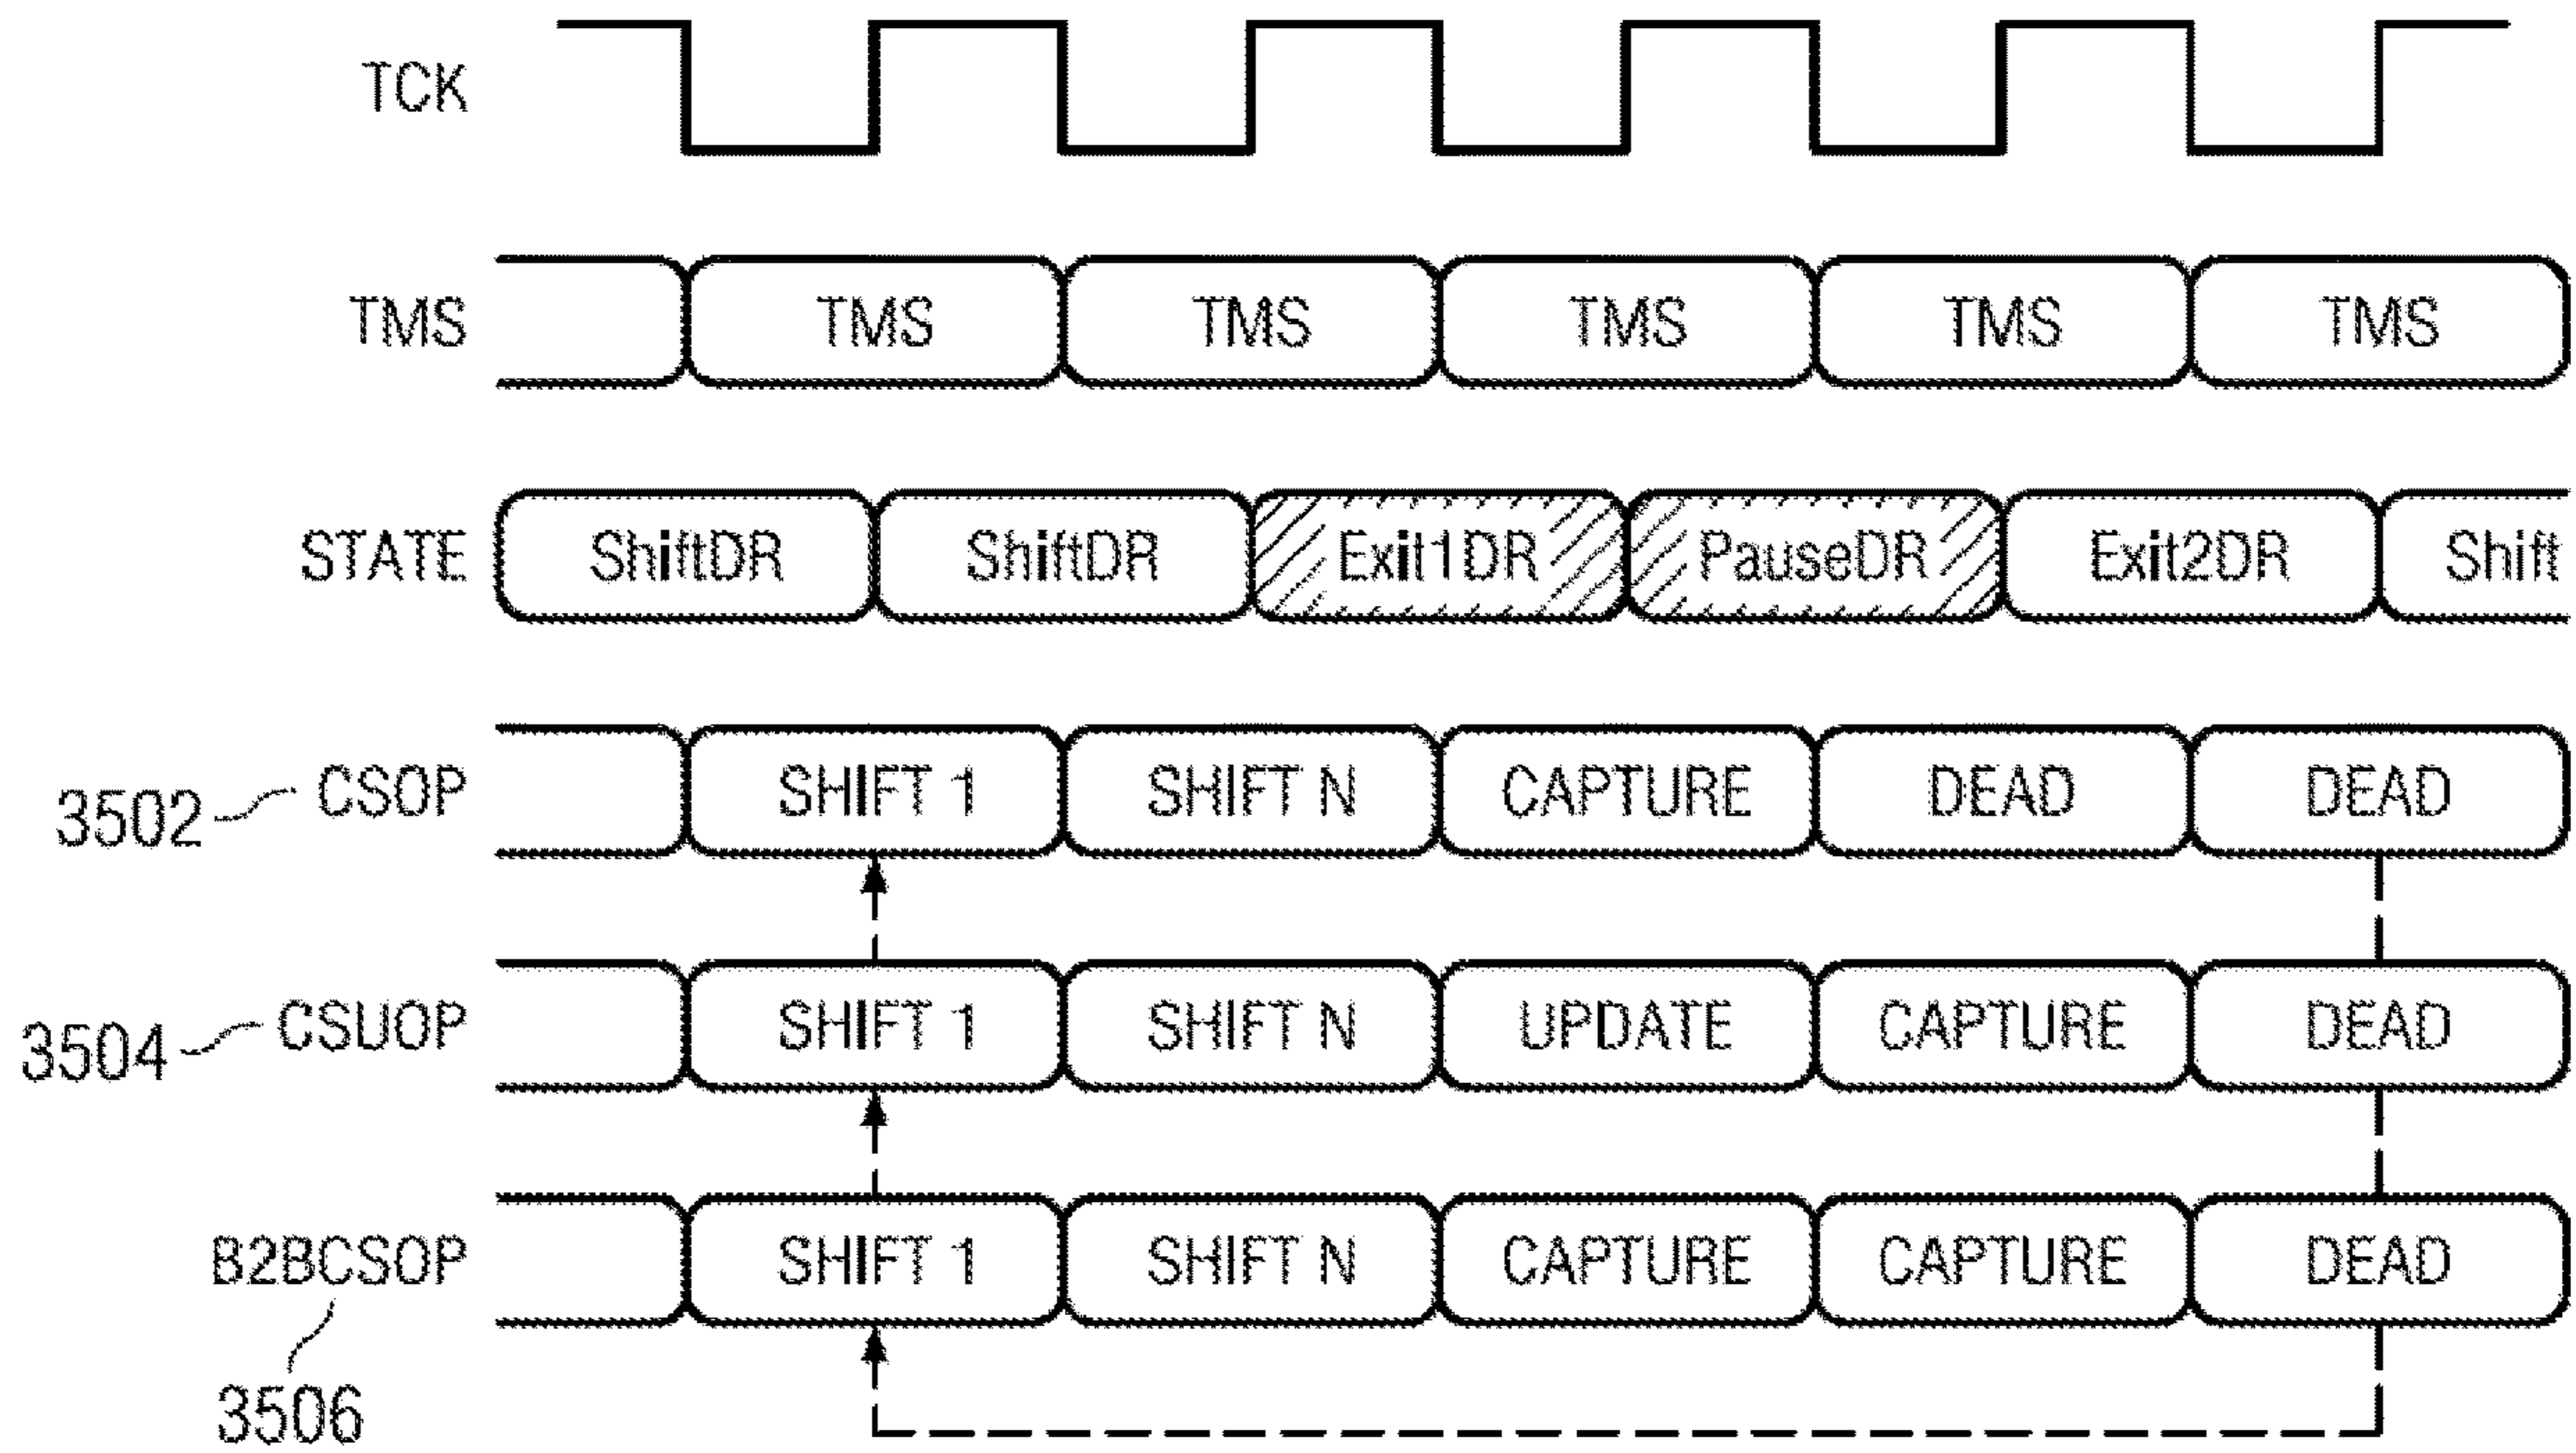 TCK
TMS TMS TMS TMS TMS TMS
STATE ShiftDR ShiftDR Exit1DR PauseDR Exit2DR Shift
3502 CSOP SHIFT 1 SHIFT N CAPTURE DEAD DEAD
3504 CSUOP SHIFT 1 SHIFT N UPDATE CAPTURE DEAD
B2BCSOP SHIFT 1 SHIFT N CAPTURE CAPTURE DEAD
3506